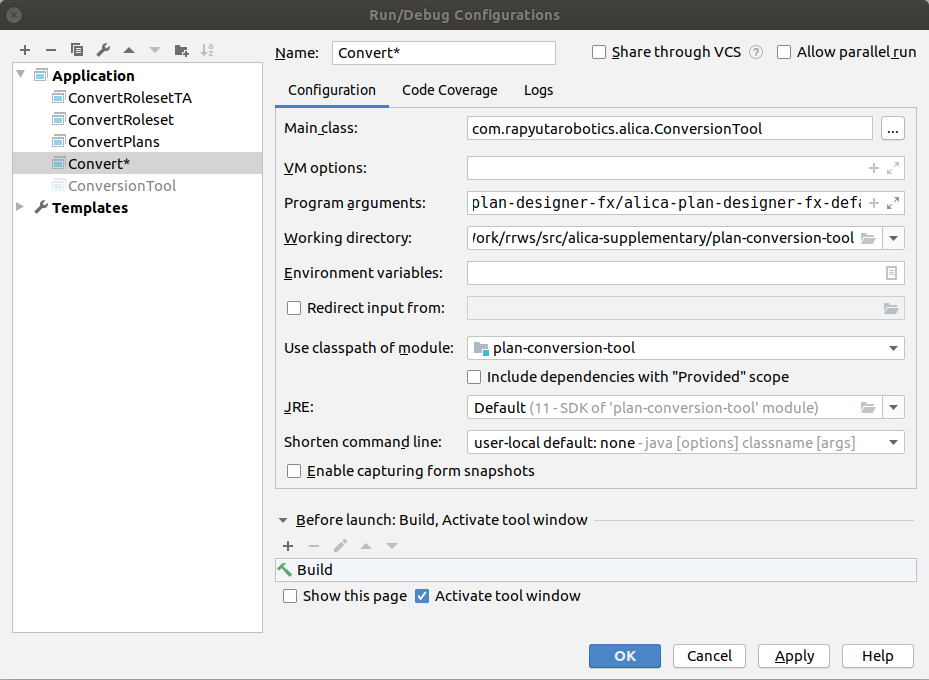 Run/Debug Configurations
Name: Convert* Share through VCS ? Allow parallel run
Application
ConvertRolesetTA
ConvertRoleset
ConvertPlans
Convert*
ConversionTool
Templates
Configuration Code Coverage Logs
Main class: com.rapyutarobotics.alica.ConversionTool ...
VM options:
Program arguments: plan-designer-fx/alica-plan-designer-fx-defa
Working directory: /ork/rrws/src/alica-supplementary/plan-conversion-tool
Environment variables:
Redirect input from:
Use classpath of module: plan-conversion-tool
Include dependencies with "Provided" scope
JRE: Default (11 - SDK of 'plan-conversion-tool' module)
Shorten command line: user-local default: none - java [options] classname [args]
Enable capturing form snapshots
Before launch: Build, Activate tool window
Build
Show this page Activate tool window
OK Cancel Apply Help